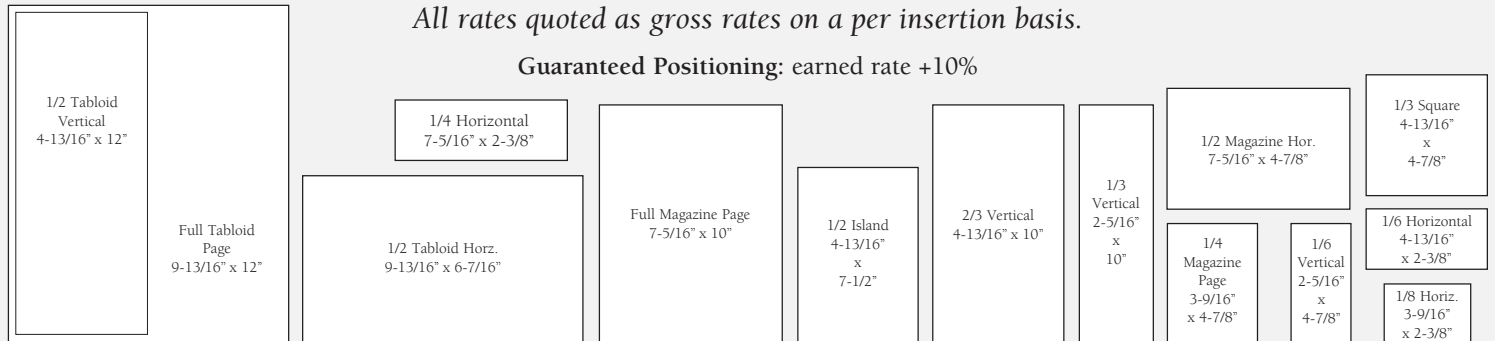 All rates quoted as gross rates on a per insertion basis.
Guaranteed Positioning: earned rate +10%
1/2 Tabloid
Vertical
4-13/16” x 12”
Full Tabloid
Page
9-13/16” x 12”
1/4 Horizontal
7-5/16” x 2-3/8”
1/2 Tabloid Horz.
9-13/16” x 6-7/16”
Full Magazine Page
7-5/16” x 10”
1/2 Island
4-13/16”
x
7-1/2”
2/3 Vertical
4-13/16” x 10”
1/3
Vertical
2-5/16”
x
10”
1/2 Magazine Hor.
7-5/16” x 4-7/8”
1/4
Magazine
Page
3-9/16”
x 4-7/8”
1/6
Vertical
2-5/16”
x
4-7/8”
1/3 Square
4-13/16”
x
4-7/8”
1/6 Horizontal
4-13/16”
x 2-3/8”
1/8 Horiz.
3-9/16”
x 2-3/8”